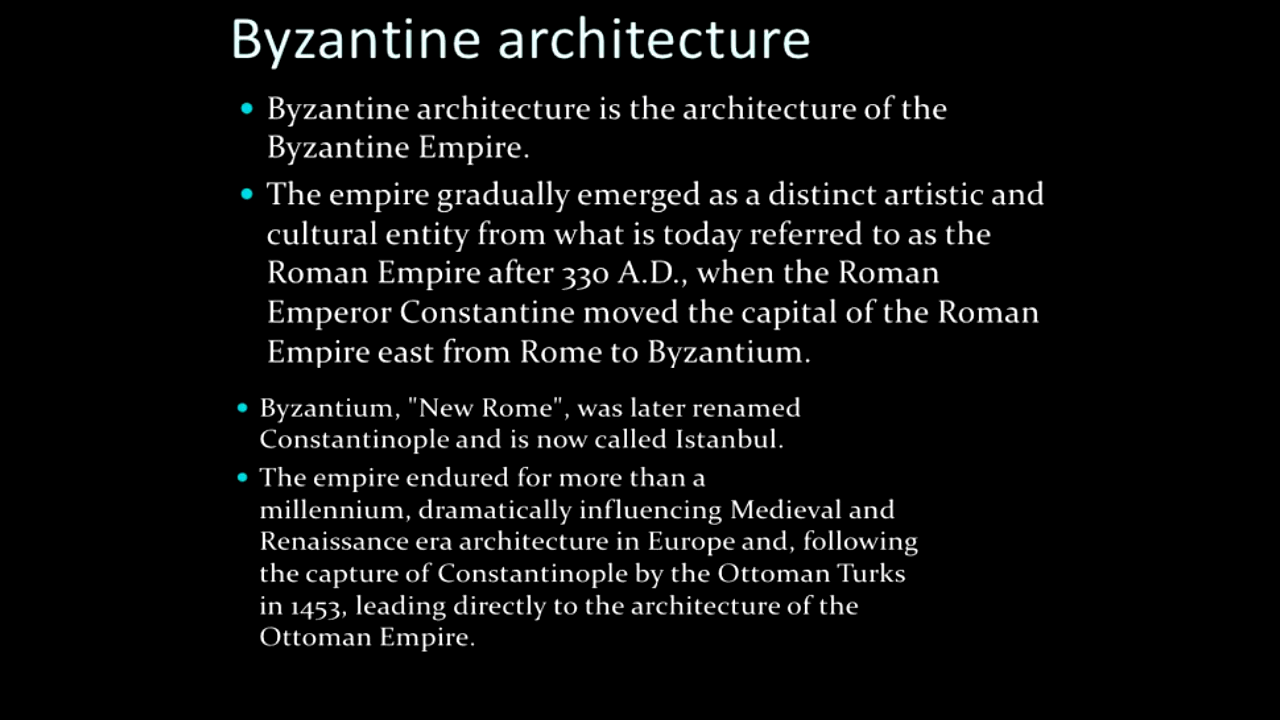 Byzantine architecture
• Byzantine architecture is the architecture of the
Byzantine Empire.
• The empire gradually emerged as a distinct artistic and
cultural entity from what is today referred to as the
Roman Empire after 330 A.D., when the Roman
Emperor Constantine moved the capital of the Roman
Empire east from Rome to Byzantium.
• Byzantium, "New Rome", was later renamed
Constantinople and is now called Istanbul.
• The empire endured for more than a
millennium, dramatically influencing Medieval and
Renaissance era architecture in Europe and, following
the capture of Constantinople by the Ottoman Turks
in 1453, leading directly to the architecture of the
Ottoman Empire.